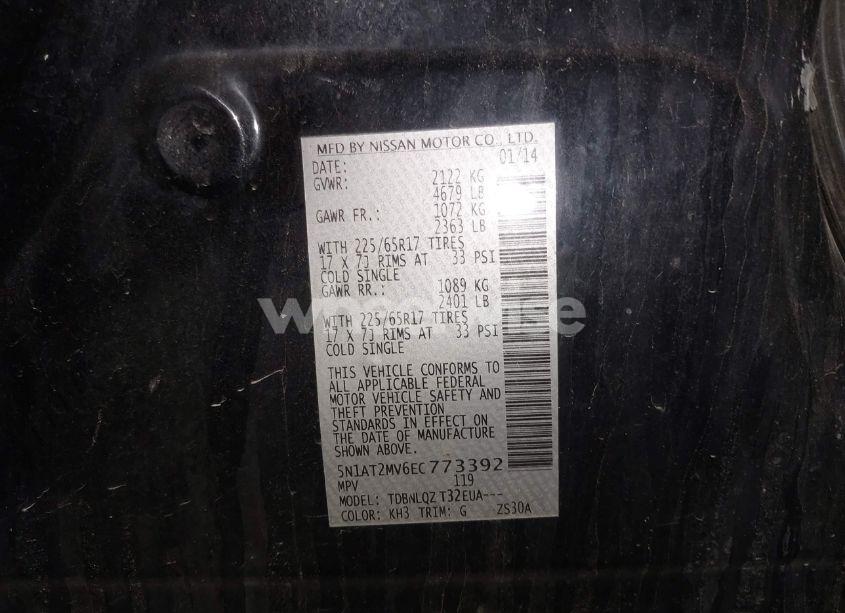 MFD BY NISSAN MOTOR CO., LTD.
DATE: 01/14
GVWR: 2122 KG
4679 LB
GAWR FR.: 1072 KG
2363 LB
WITH 225/65R17 TIRES
17 X 7J RIMS AT 33 PSI
COLD SINGLE
GAWR RR.: 1089 KG
2401 LB
WITH 225/65R17 TIRES
17 X 7J RIMS AT 33 PSI
COLD SINGLE
THIS VEHICLE CONFORMS TO
ALL APPLICABLE FEDERAL
MOTOR VEHICLE SAFETY AND
THEFT PREVENTION
STANDARDS IN EFFECT ON
THE DATE OF MANUFACTURE
SHOWN ABOVE.
5N1AT2MV6EC773392
MPV 119
MODEL: TDBNLQZ T32EUA---
COLOR: KH3 TRIM: G ZS30A